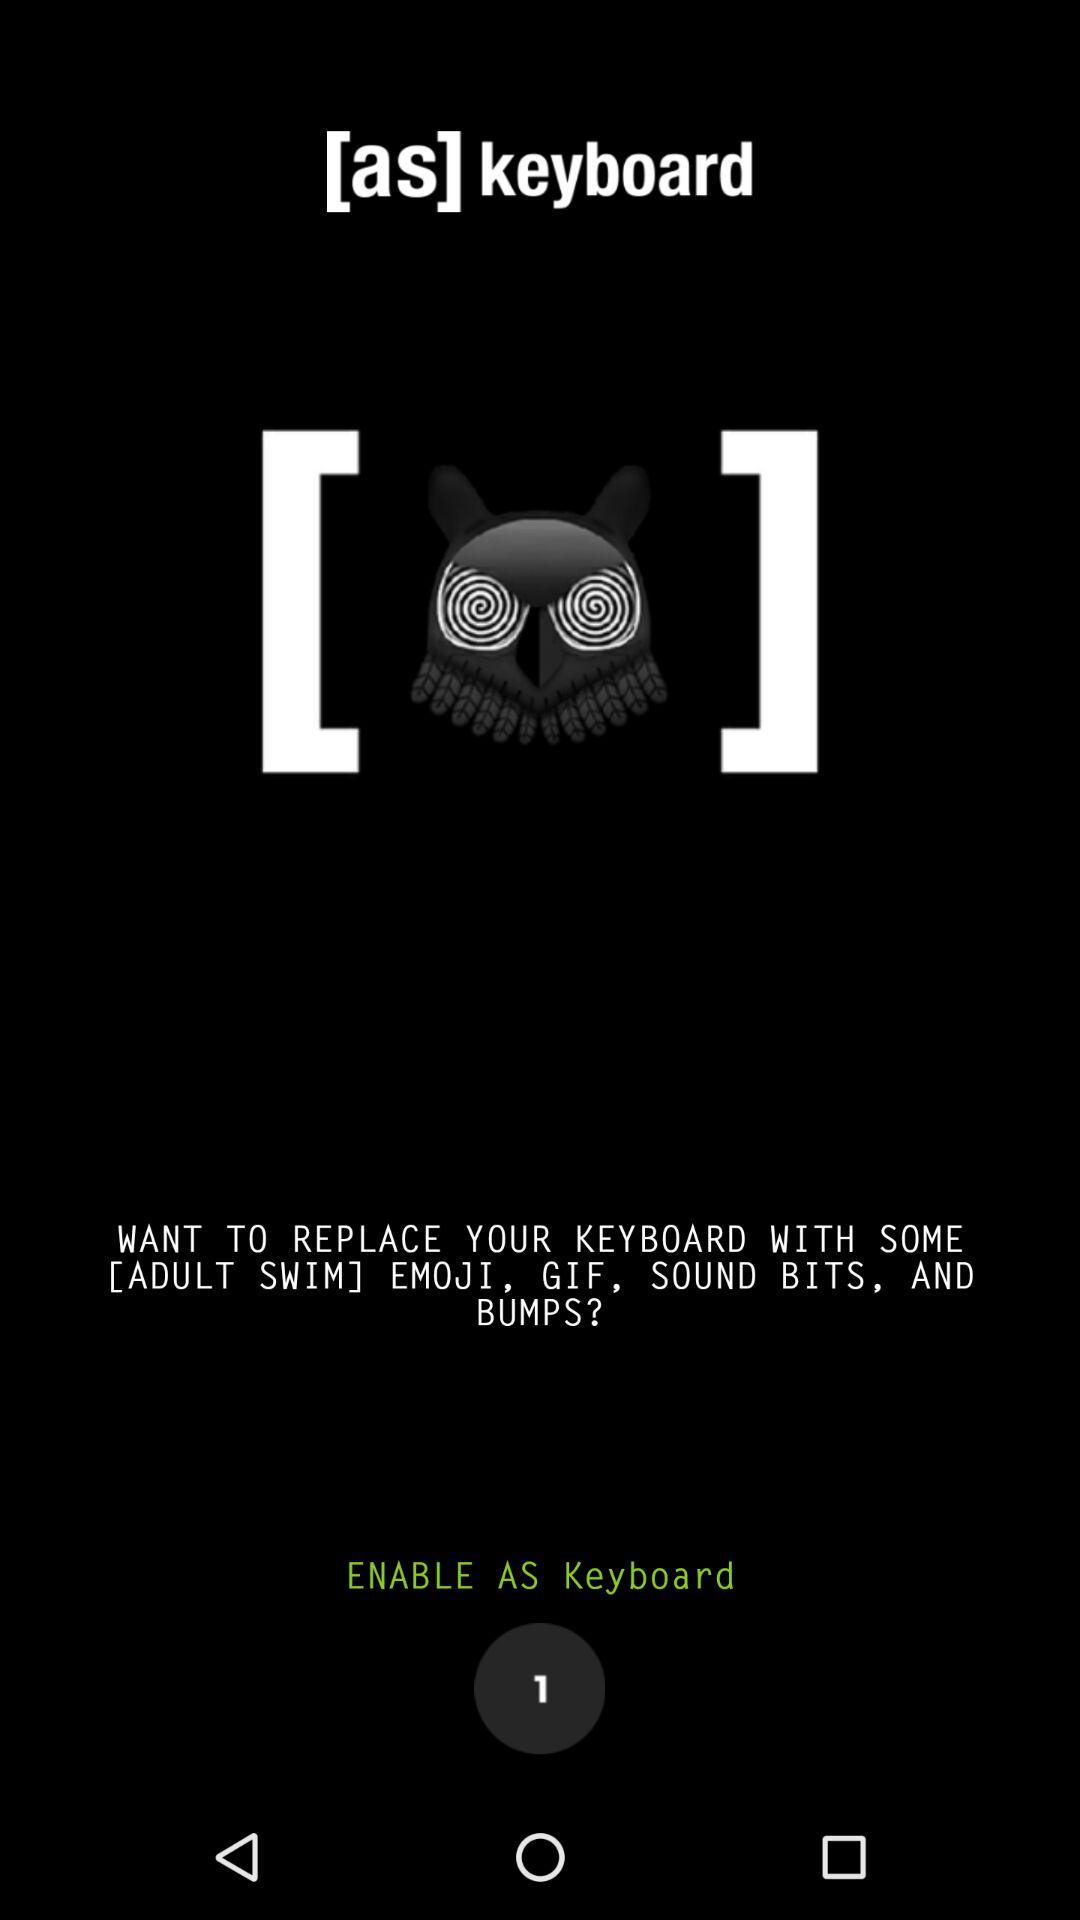 [as] keyboard
[ ]
WANT TO REPLACE YOUR KEYBOARD WITH SOME
[ADULT SWIM] EMOJI, GIF, SOUND BITS, AND
BUMPS?
ENABLE AS Keyboard
1